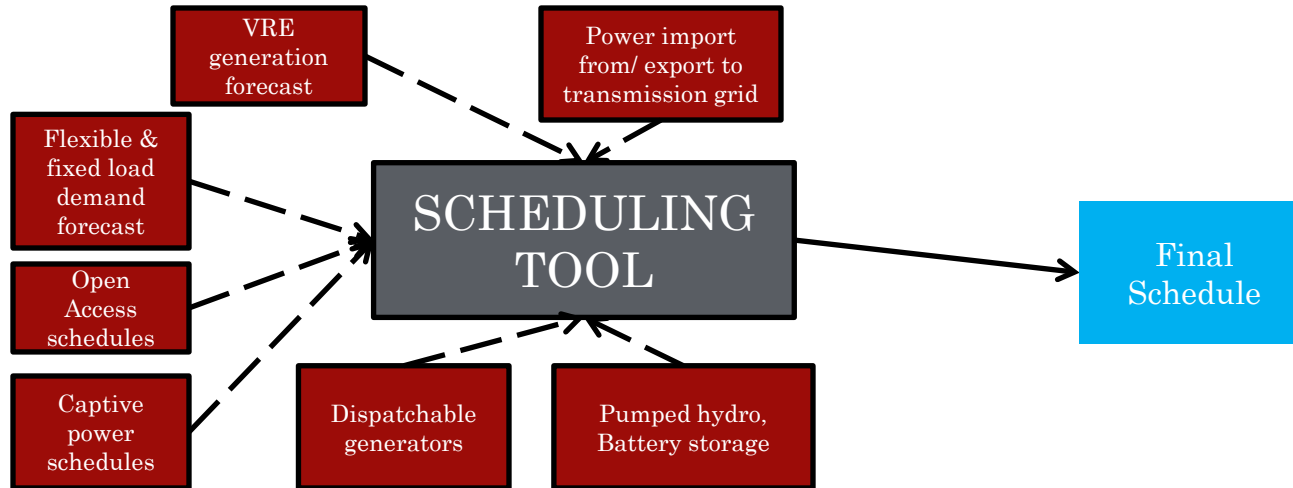 VRE
generation
forecast
Power import
from/ export to
transmission grid
Flexible &
fixed load
demand
forecast
SCHEDULING
TOOL
Final
Schedule
Open
Access
schedules
Captive
power
schedules
Dispatchable
generators
Pumped hydro,
Battery storage